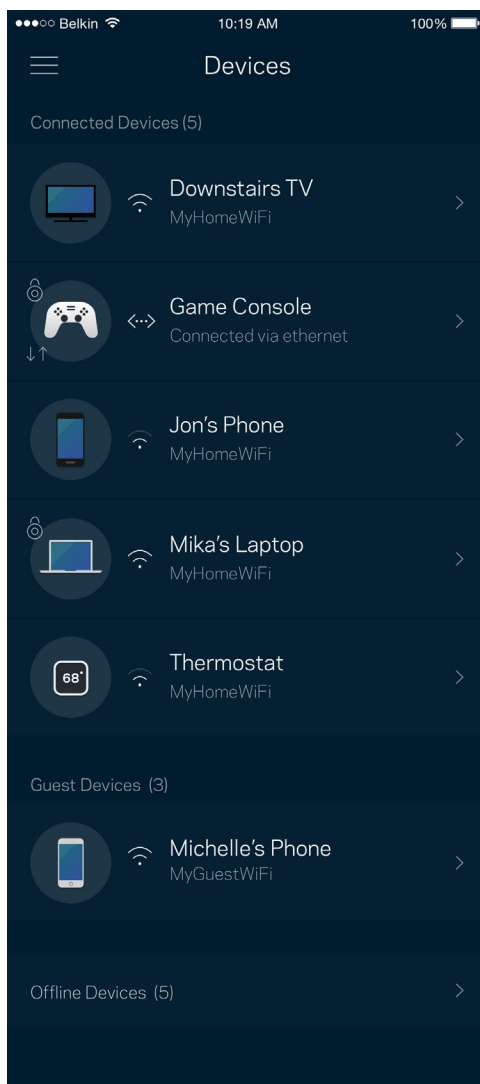 Belkin 10:19 AM 100%
Devices
Connected Devices (5)
Downstairs TV
MyHomeWiFi
Game Console
Connected via ethernet
Jon's Phone
MyHomeWiFi
Mika's Laptop
MyHomeWiFi
68°
Thermostat
MyHomeWiFi
Guest Devices (3)
Michelle's Phone
MyGuestWiFi
Offline Devices (5)